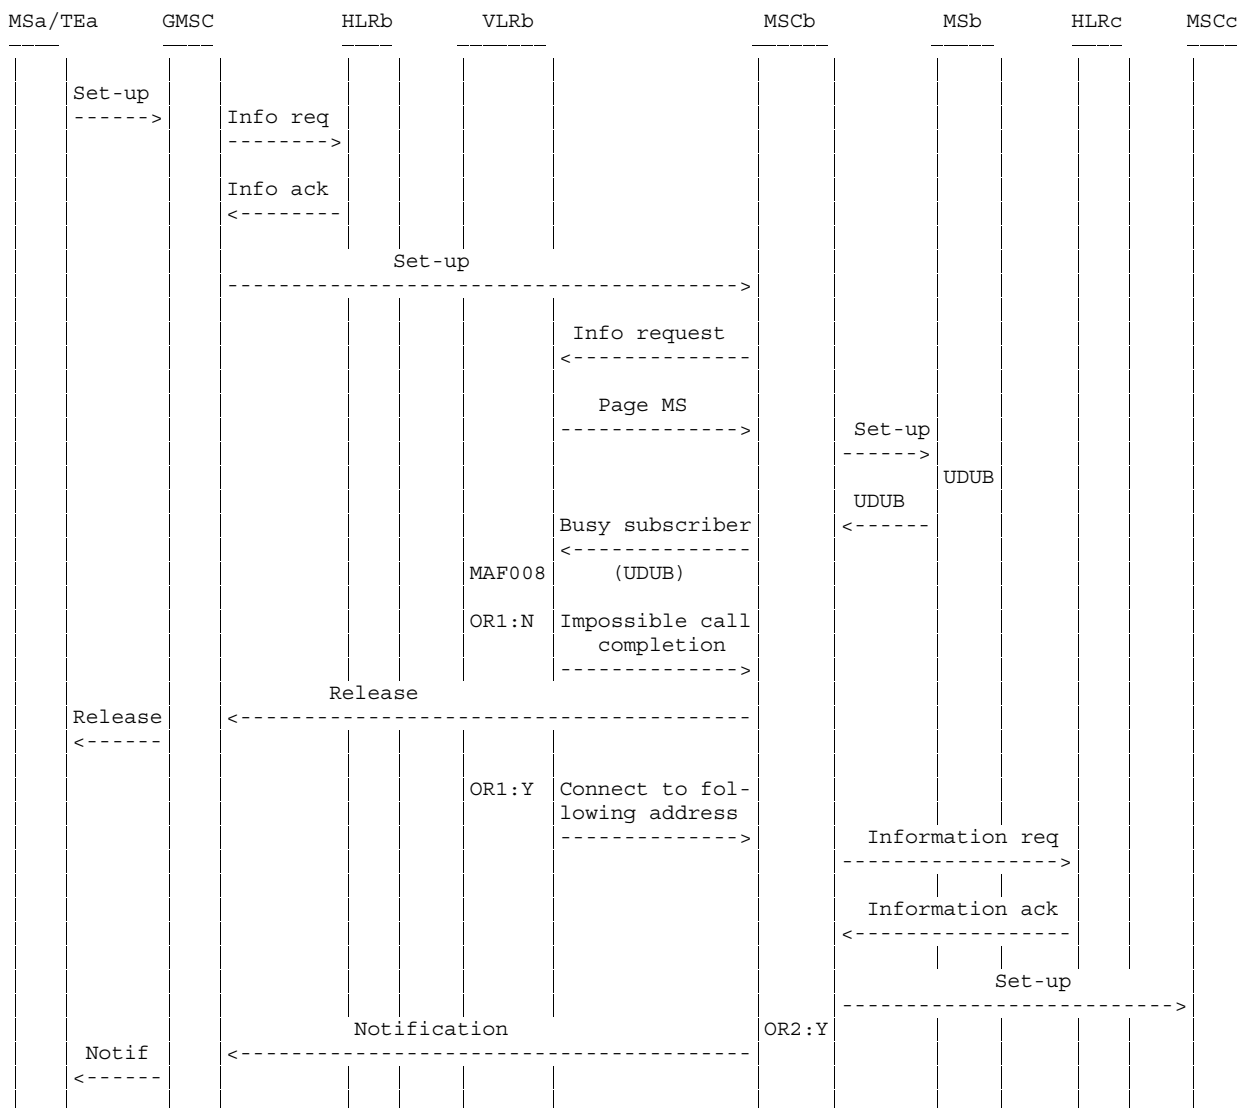 MSa/TEa GMSC HLRb VLRb MSCb MSb HLRc MSCc
Set-up
------> Info req
-------->
Info ack
<--------
Set-up
---------------------------------------->
Info request
<--------------
Page MS
--------------> Set-up
------>
UDUB
UDUB
Busy subscriber <------
<--------------
MAF008 (UDUB)
OR1:N Impossible call
completion
-------------->
Release
Release <----------------------------------------
<------
OR1:Y Connect to fol-
lowing address
-------------->
Information req
----------------->
Information ack
<-----------------
Set-up
-------------------------->
Notification OR2:Y
Notif <----------------------------------------
<------